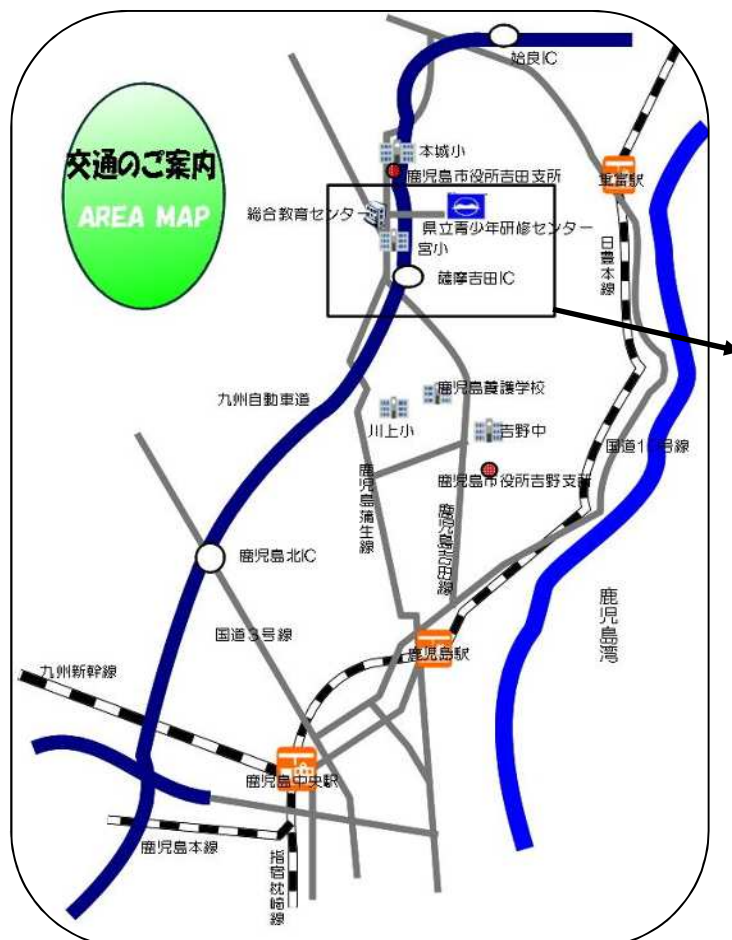 姶良IC
交通のご案内
AREA MAP
本城小
鹿児島市役所吉田支所
重富駅
総合教育センター
県立青少年研修センター
宮小
日豊本線
薩摩吉田IC
鹿児島養護学校
九州自動車道
川上小
吉野中
鹿児島市役所吉野支所
鹿児島蒲生線
鹿児島吉田線
鹿児島北IC
鹿児島湾
国道3号線
鹿児島駅
九州新幹線
鹿児島中央駅
鹿児島本線
指宿枕崎線